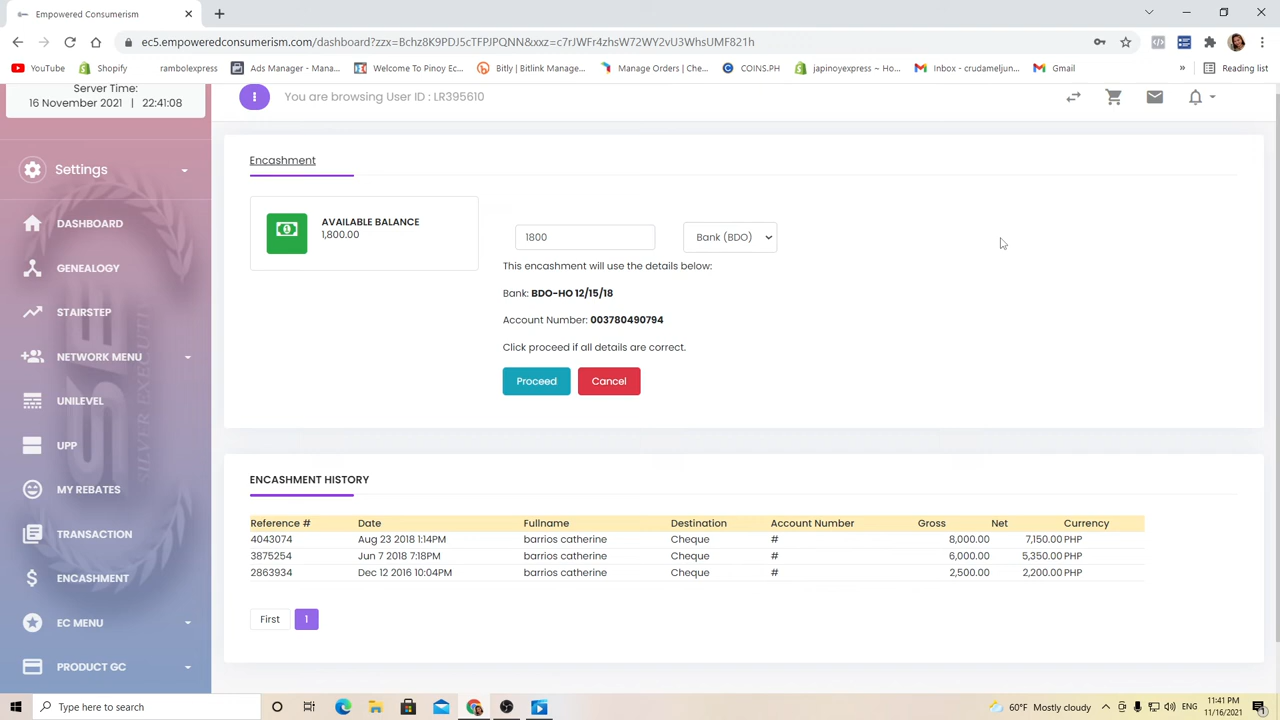 Empowered Consumerism
ec5.empoweredconsumerism.com/dashboard?zzx=Bchz8K9PDJ5cTFPJPQNN&xxz=c7rJWFr4zhsW72WY2vU3WhsUMF821h
YouTube Shopify rambolexpress Ads Manager - Mana... Welcome To Pinoy Ec... Bitly | Bitlink Manage... Manage Orders | Che... COINS.PH japinoyexpress ~ Ho... Inbox - crudameljun... Gmail » Reading list
Server Time:
16 November 2021 | 22:41:08
You are browsing User ID : LR395610
Settings
DASHBOARD
GENEALOGY
STAIRSTEP
NETWORK MENU
UNILEVEL
UPP
MY REBATES
TRANSACTION
ENCASHMENT
EC MENU
PRODUCT GC
SILVER EXECUTI
Encashment
AVAILABLE BALANCE
1,800.00
1800 Bank (BDO)
This encashment will use the details below:
Bank: BDO-HO 12/15/18
Account Number: 003780490794
Click proceed if all details are correct.
Proceed Cancel
ENCASHMENT HISTORY
Reference # Date Fullname Destination Account Number Gross Net Currency
4043074 Aug 23 2018 1:14PM barrios catherine Cheque # 8,000.00 7,150.00 PHP
3875254 Jun 7 2018 7:18PM barrios catherine Cheque # 6,000.00 5,350.00 PHP
2863934 Dec 12 2016 10:04PM barrios catherine Cheque # 2,500.00 2,200.00 PHP
First 1
Type here to search
60°F Mostly cloudy
11:41 PM
11/16/2021